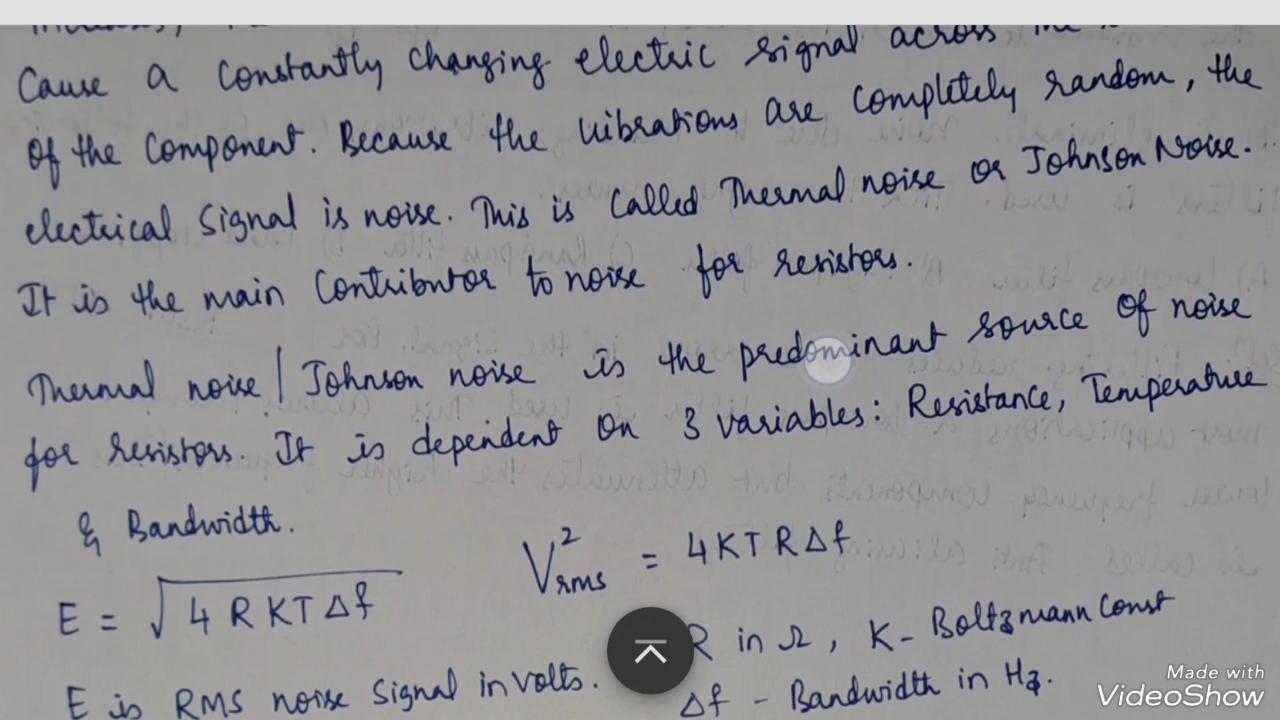 Cause a constantly changing electric signal across the
of the component. Because the vibrations are completely random, the
electrical signal is noise. This is called Thermal noise or Johnson Noise.
It is the main contributor to noise for resistors.
Thermal noise / Johnson noise is the predominant source of noise
for resistors. It is dependent on 3 variables: Resistance, Temperature
& Bandwidth.
V²rms = 4KTRΔf
E = √4RKTΔf
R in Ω, K - Boltzmann Const
E is RMS noise signal in volts.
Δf - Bandwidth in Hz.
Made with
VideoShow